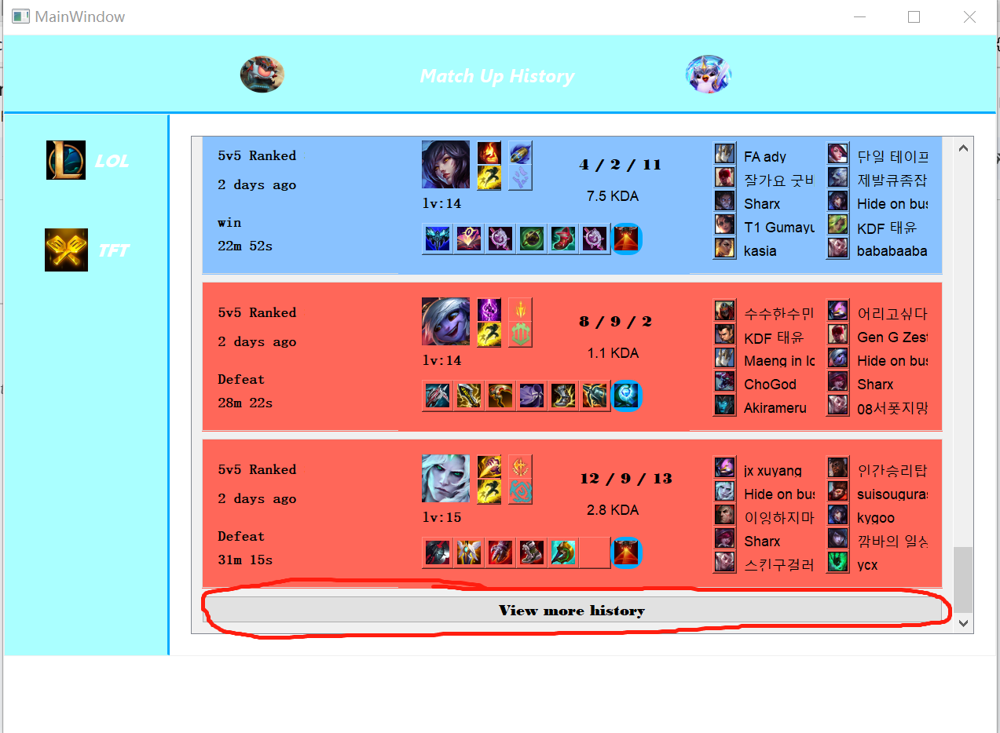 MainWindow
Match Up History
LOL
TFT
5v5 Ranked
2 days ago
win
22m 52s
lv:14
4 / 2 / 11
7.5 KDA
FA ady
잘가요 굿바
Sharx
T1 Gumayu
kasia
단일 테이프
제발큐좀잡
Hide on bus
KDF 태윤
bababaaba
5v5 Ranked
2 days ago
Defeat
28m 22s
lv:14
8 / 9 / 2
1.1 KDA
수수한수민
KDF 태윤
Maeng in lo
ChoGod
Akirameru
어리고싶다
Gen G Zest
Hide on bus
Sharx
08서폿지망
5v5 Ranked
2 days ago
Defeat
31m 15s
lv:15
12 / 9 / 13
2.8 KDA
jx xuyang
Hide on bus
이잉하지마
Sharx
스킨구걸러
인간승리탑
suisouguras
kygoo
깜바의 일상
ycx
View more history